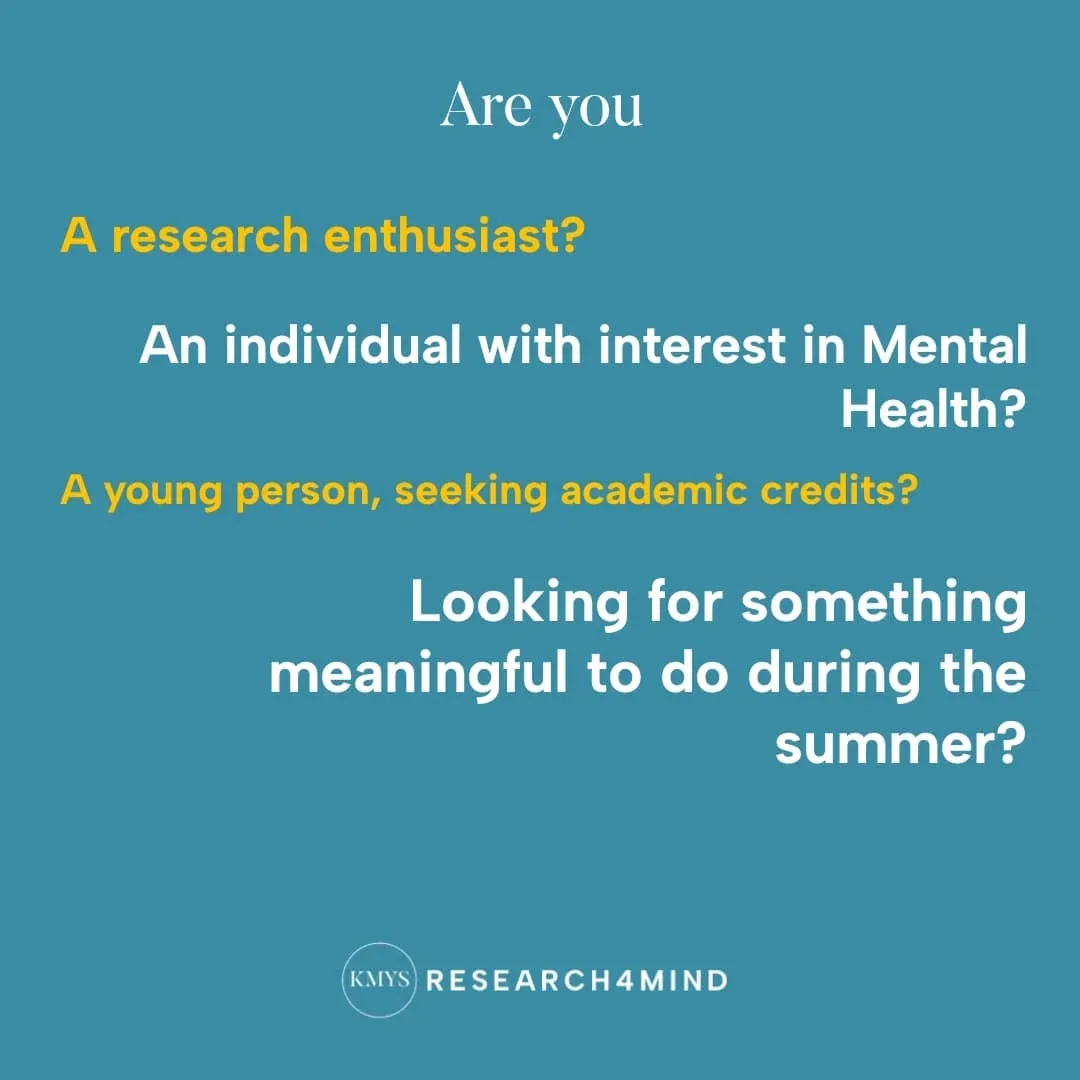 Are you
A research enthusiast?
An individual with interest in Mental
Health?
A young person, seeking academic credits?
Looking for something
meaningful to do during the
summer?
KMYS RESEARCH4MIND